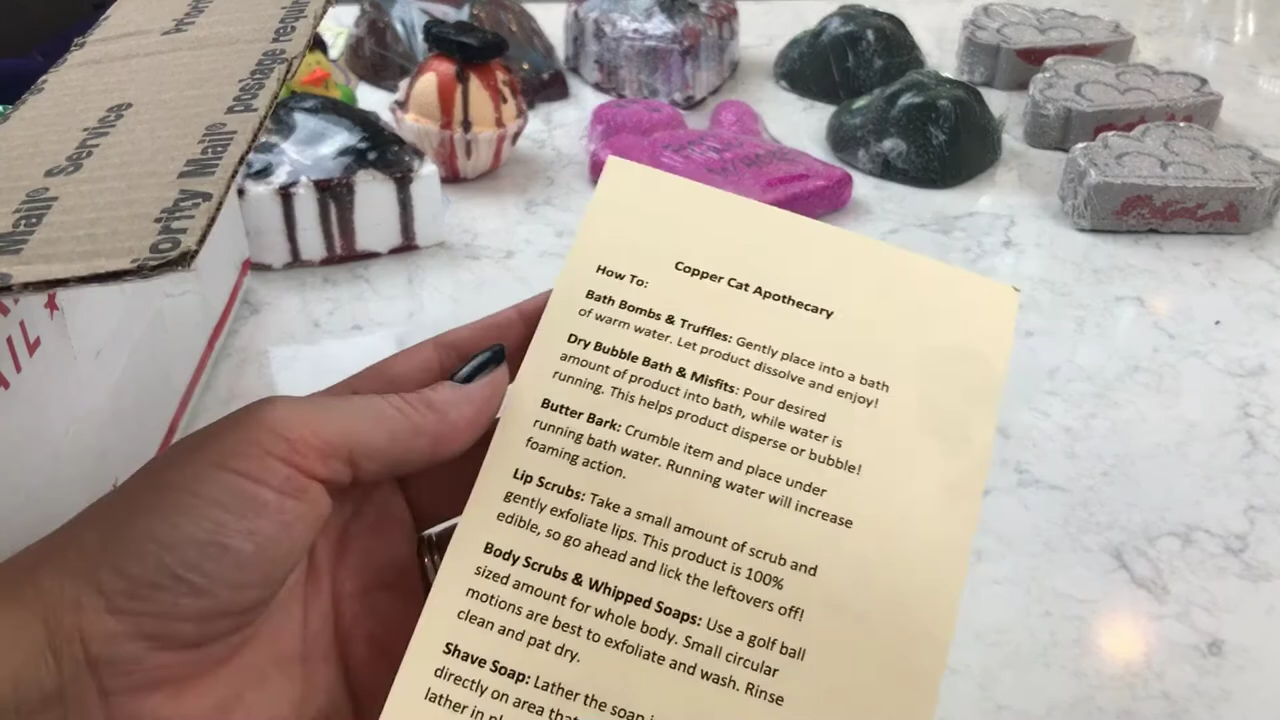 Priority
Mail® Service
Priority Mail® postage requir
Copper Cat Apothecary
How To:
Bath Bombs & Truffles: Gently place into a bath
of warm water. Let product dissolve and enjoy!
Dry Bubble Bath & Misfits: Pour desired
amount of product into bath, while water is
running. This helps product disperse or bubble!
Butter Bark: Crumble item and place under
running bath water. Running water will increase
foaming action.
Lip Scrubs: Take a small amount of scrub and
gently exfoliate lips. This product is 100%
edible, so go ahead and lick the leftovers off!
Body Scrubs & Whipped Soaps: Use a golf ball
sized amount for whole body. Small circular
motions are best to exfoliate and wash. Rinse
clean and pat dry.
Shave Soap: Lather the soap
directly on area that
lather in